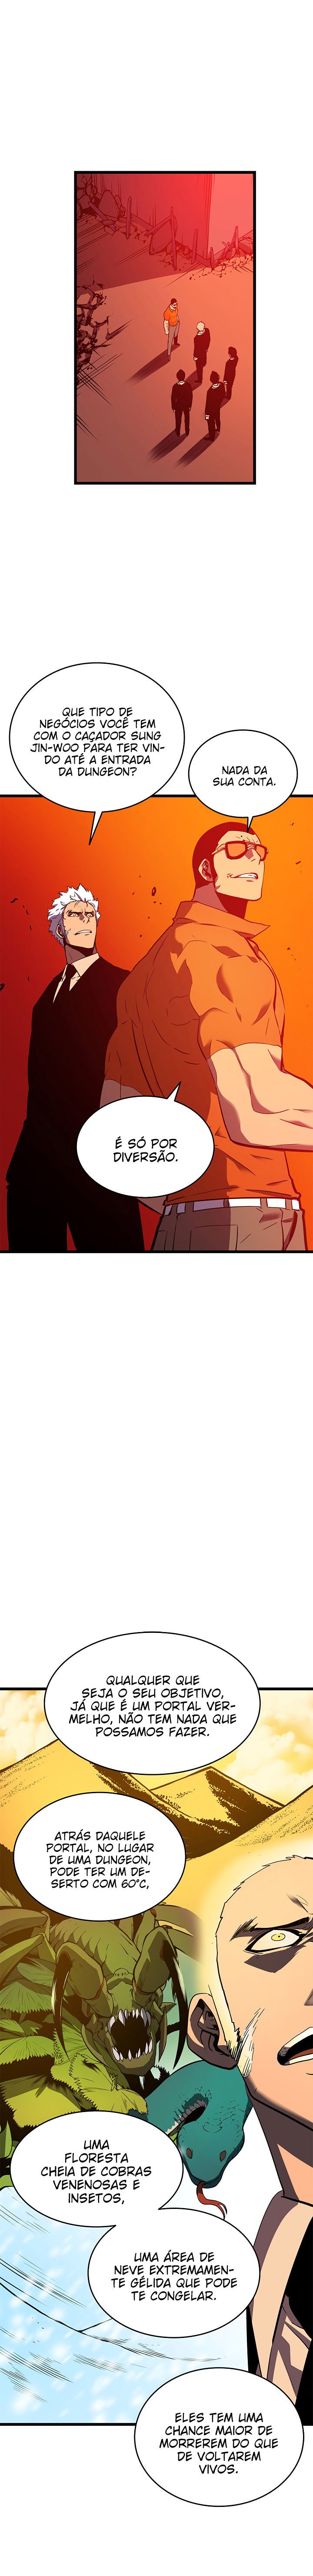 QUE TIPO DE
NEGÓCIOS VOCÊ TEM
COM O CAÇADOR SUNG
JIN-WOO PARA TER VIN-
DO ATÉ A ENTRADA
DA DUNGEON?
NADA DA
SUA CONTA.
É SÓ POR
DIVERSÃO.
QUALQUER QUE
SEJA O SEU OBJETIVO,
JÁ QUE É UM PORTAL VER-
MELHO, NÃO TEM NADA QUE
POSSAMOS FAZER.
ATRÁS DAQUELE
PORTAL, NO LUGAR
DE UMA DUNGEON,
PODE TER UM DE-
SERTO COM 60°C,
UMA
FLORESTA
CHEIA DE COBRAS
VENENOSAS E
INSETOS,
UMA ÁREA DE
NEVE EXTREMAMEN-
TE GÉLIDA QUE PODE
TE CONGELAR.
ELES TEM UMA
CHANCE MAIOR DE
MORREREM DO QUE
DE VOLTAREM
VIVOS.